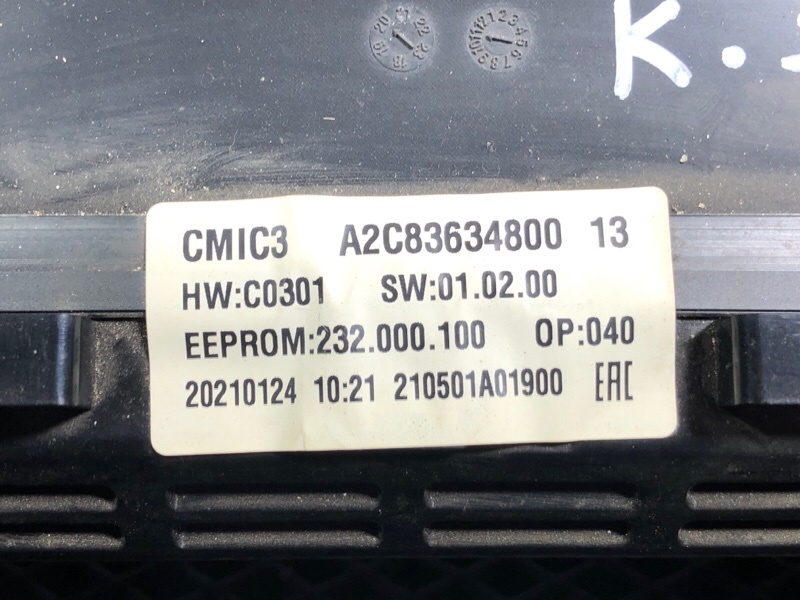 K.
CMIC3 A2C83634800 13
HW:C0301 SW:01.02.00
EEPROM:232.000.100 OP:040
20210124 10:21 210501A01900 EAC